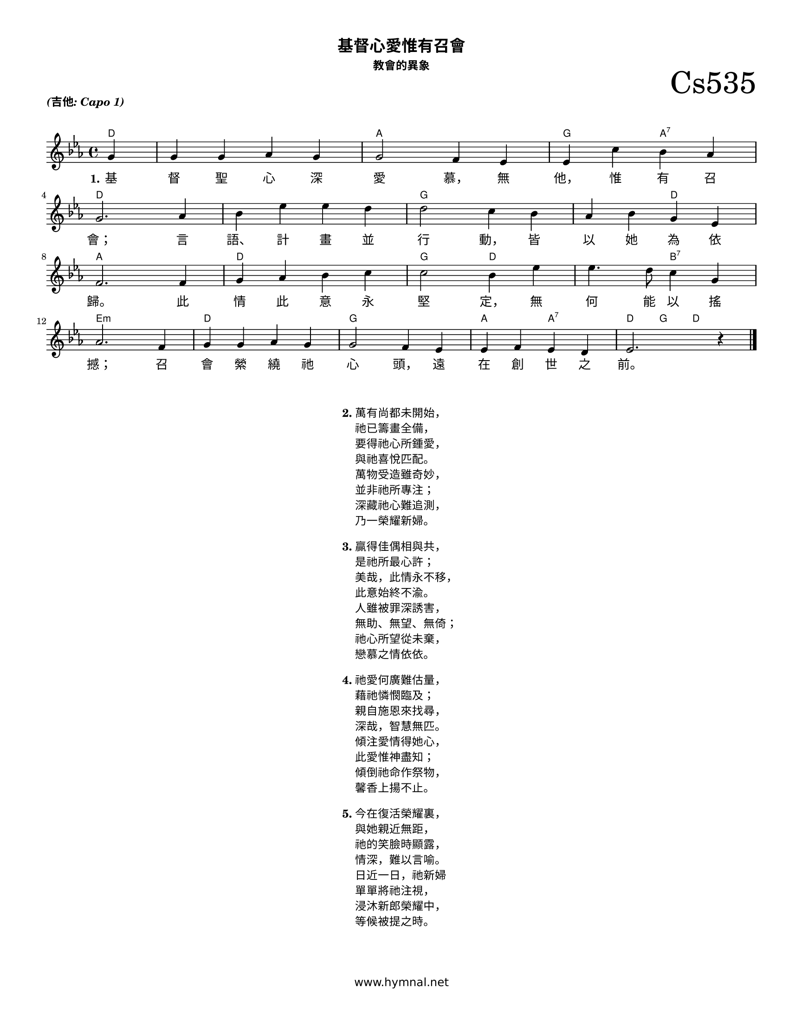 基督心愛惟有召會
教會的異象
Cs535
(吉他: Capo 1)
D A G A7
1. 基 督 聖 心 深 愛 慕, 無 他, 惟 有 召
4 D G D
會; 言 語、 計 畫 並 行 動, 皆 以 她 為 依
8 A D G D B7
歸。 此 情 此 意 永 堅 定, 無 何 能 以 搖
12 Em D G A A7 D G D
撼; 召 會 縈 繞 祂 心 頭, 遠 在 創 世 之 前。
2. 萬有尚都未開始,
祂已籌畫全備,
要得祂心所鍾愛,
與祂喜悅匹配。
萬物受造雖奇妙,
並非祂所專注;
深藏祂心難追測,
乃一榮耀新婦。
3. 贏得佳偶相與共,
是祂所最心許;
美哉,此情永不移,
此意始終不渝。
人雖被罪深誘害,
無助、無望、無倚;
祂心所望從未棄,
戀慕之情依依。
4. 祂愛何廣難估量,
藉祂憐憫臨及;
親自施恩來找尋,
深哉,智慧無匹。
傾注愛情得她心,
此愛惟神盡知;
傾倒祂命作祭物,
馨香上揚不止。
5. 今在復活榮耀裏,
與她親近無距,
祂的笑臉時顯露,
情深,難以言喻。
日近一日,祂新婦
單單將祂注視,
浸沐新郎榮耀中,
等候被提之時。
www.hymnal.net